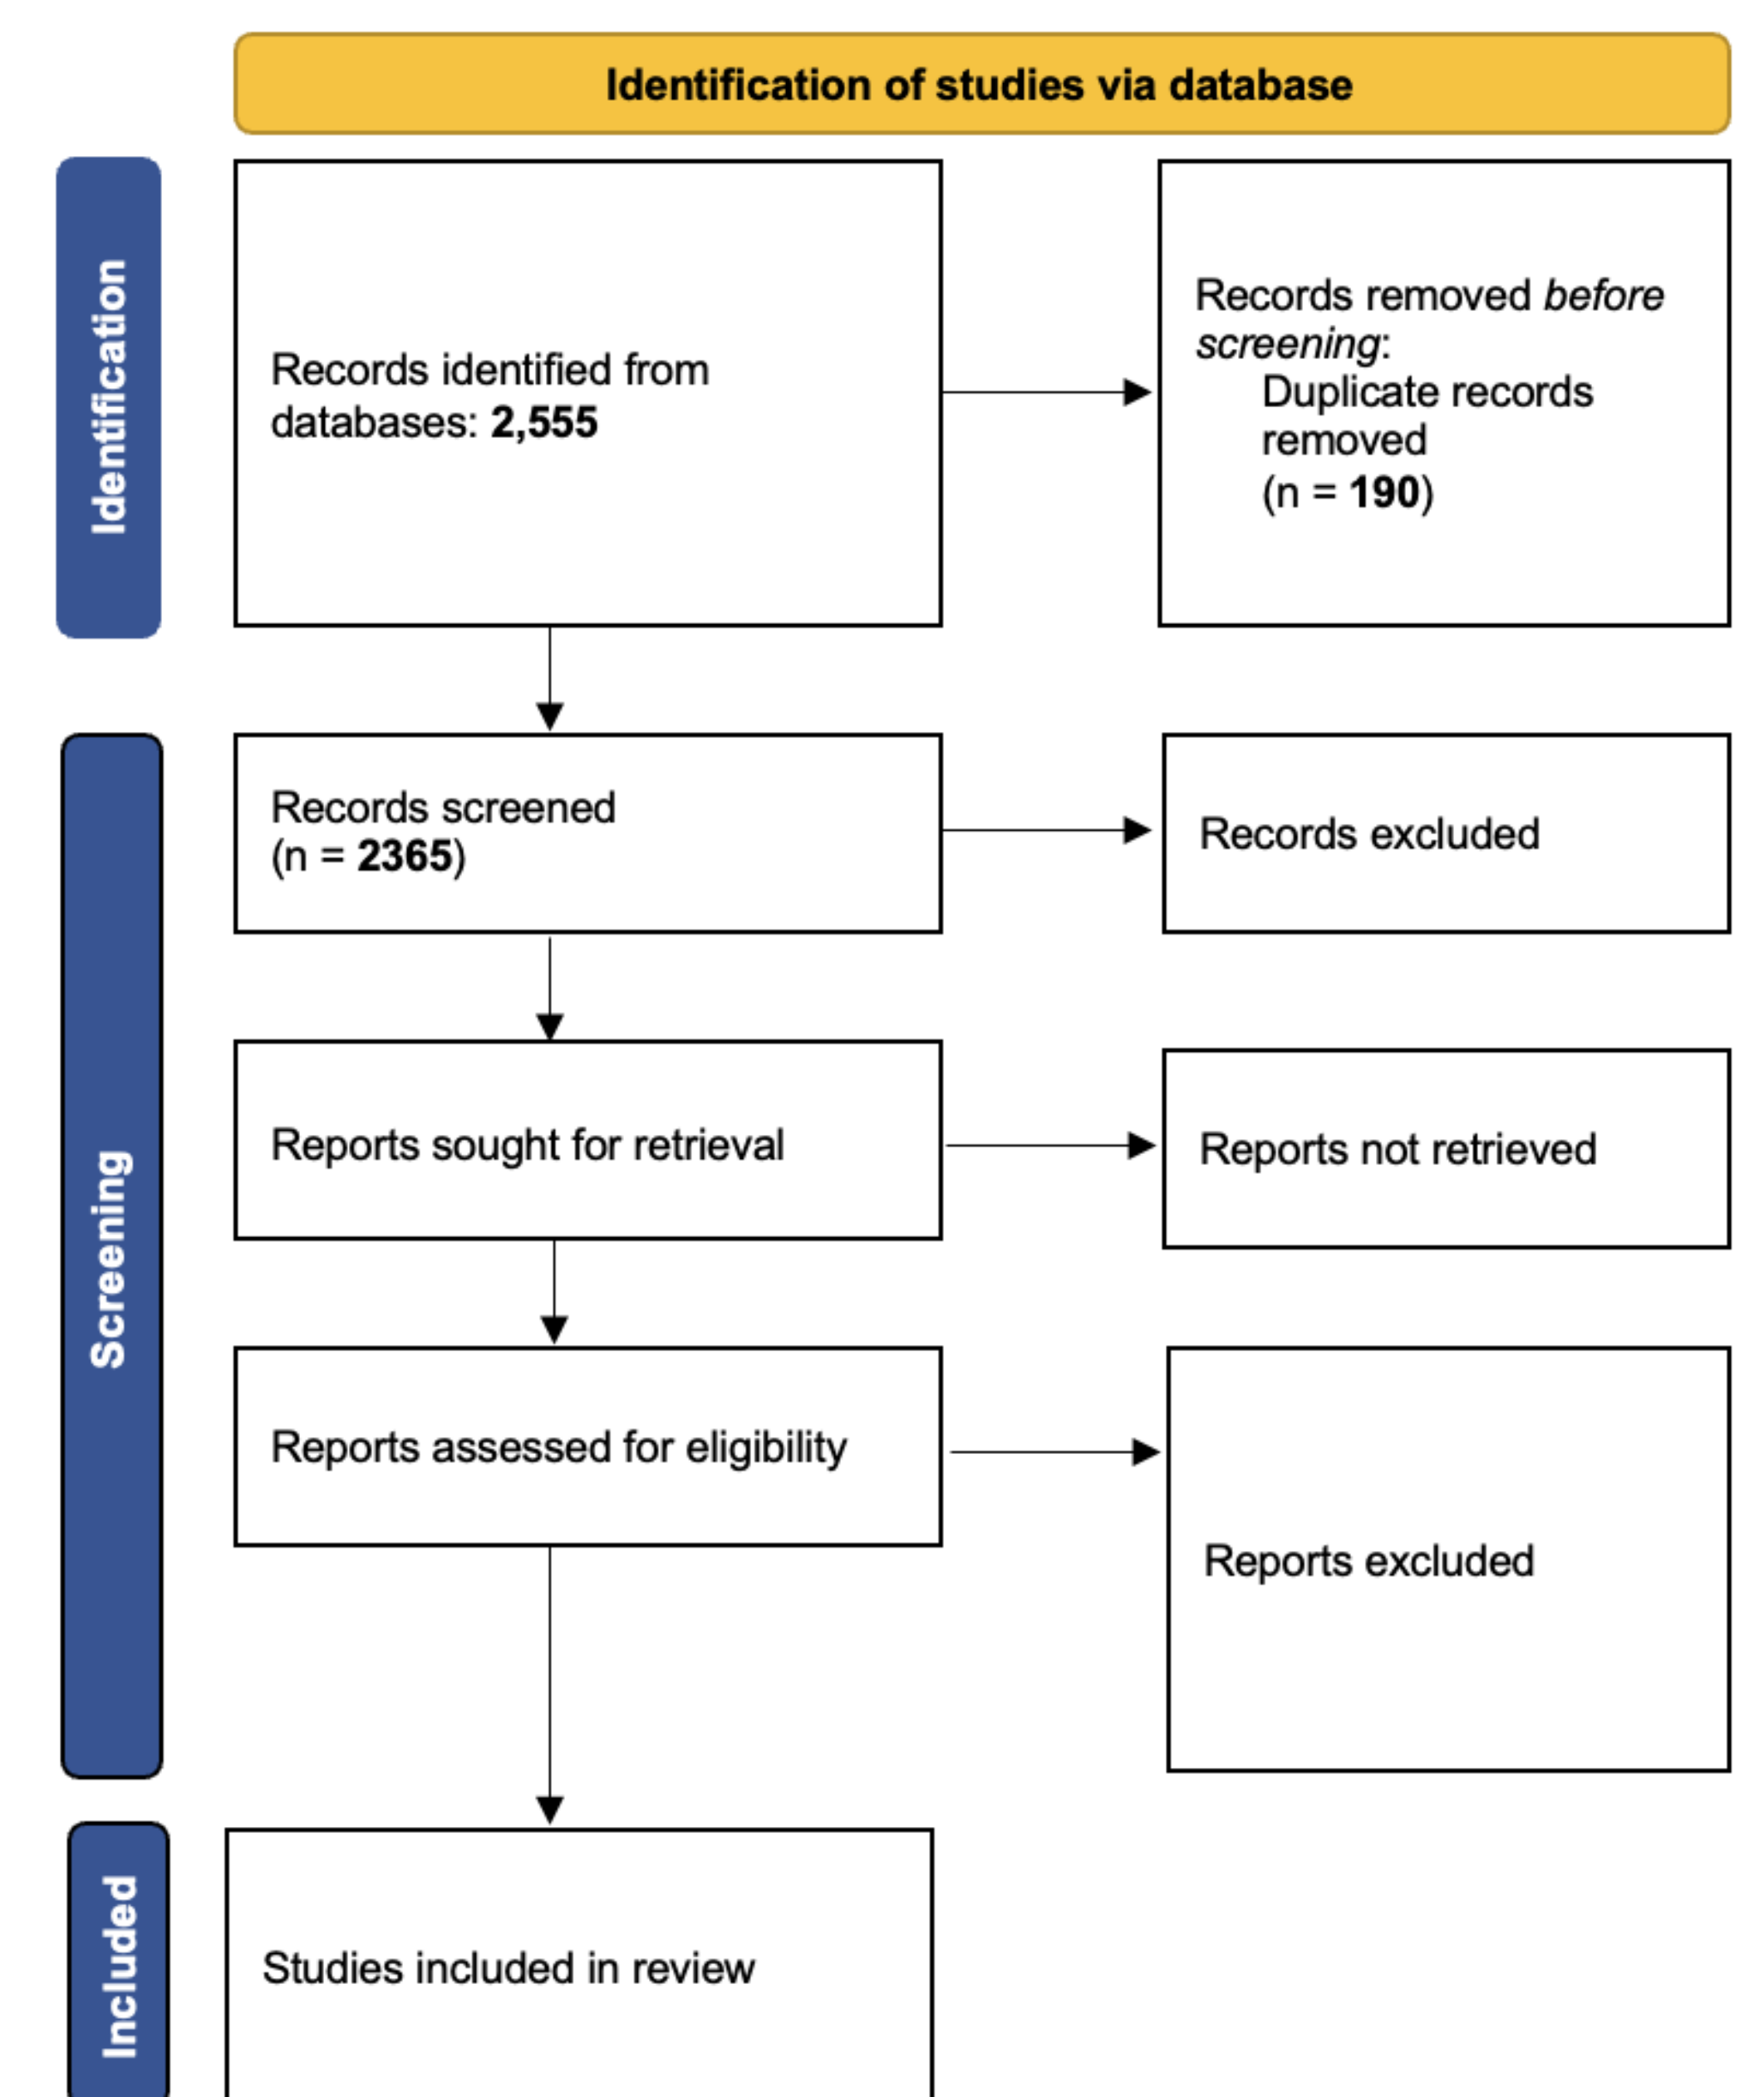 Identification of studies via database
Identification
Records identified from
databases: 2,555
Records removed before
screening:
Duplicate records
removed
(n = 190)
Screening
Records screened
(n = 2365)
Records excluded
Reports sought for retrieval
Reports not retrieved
Reports assessed for eligibility
Reports excluded
Included
Studies included in review